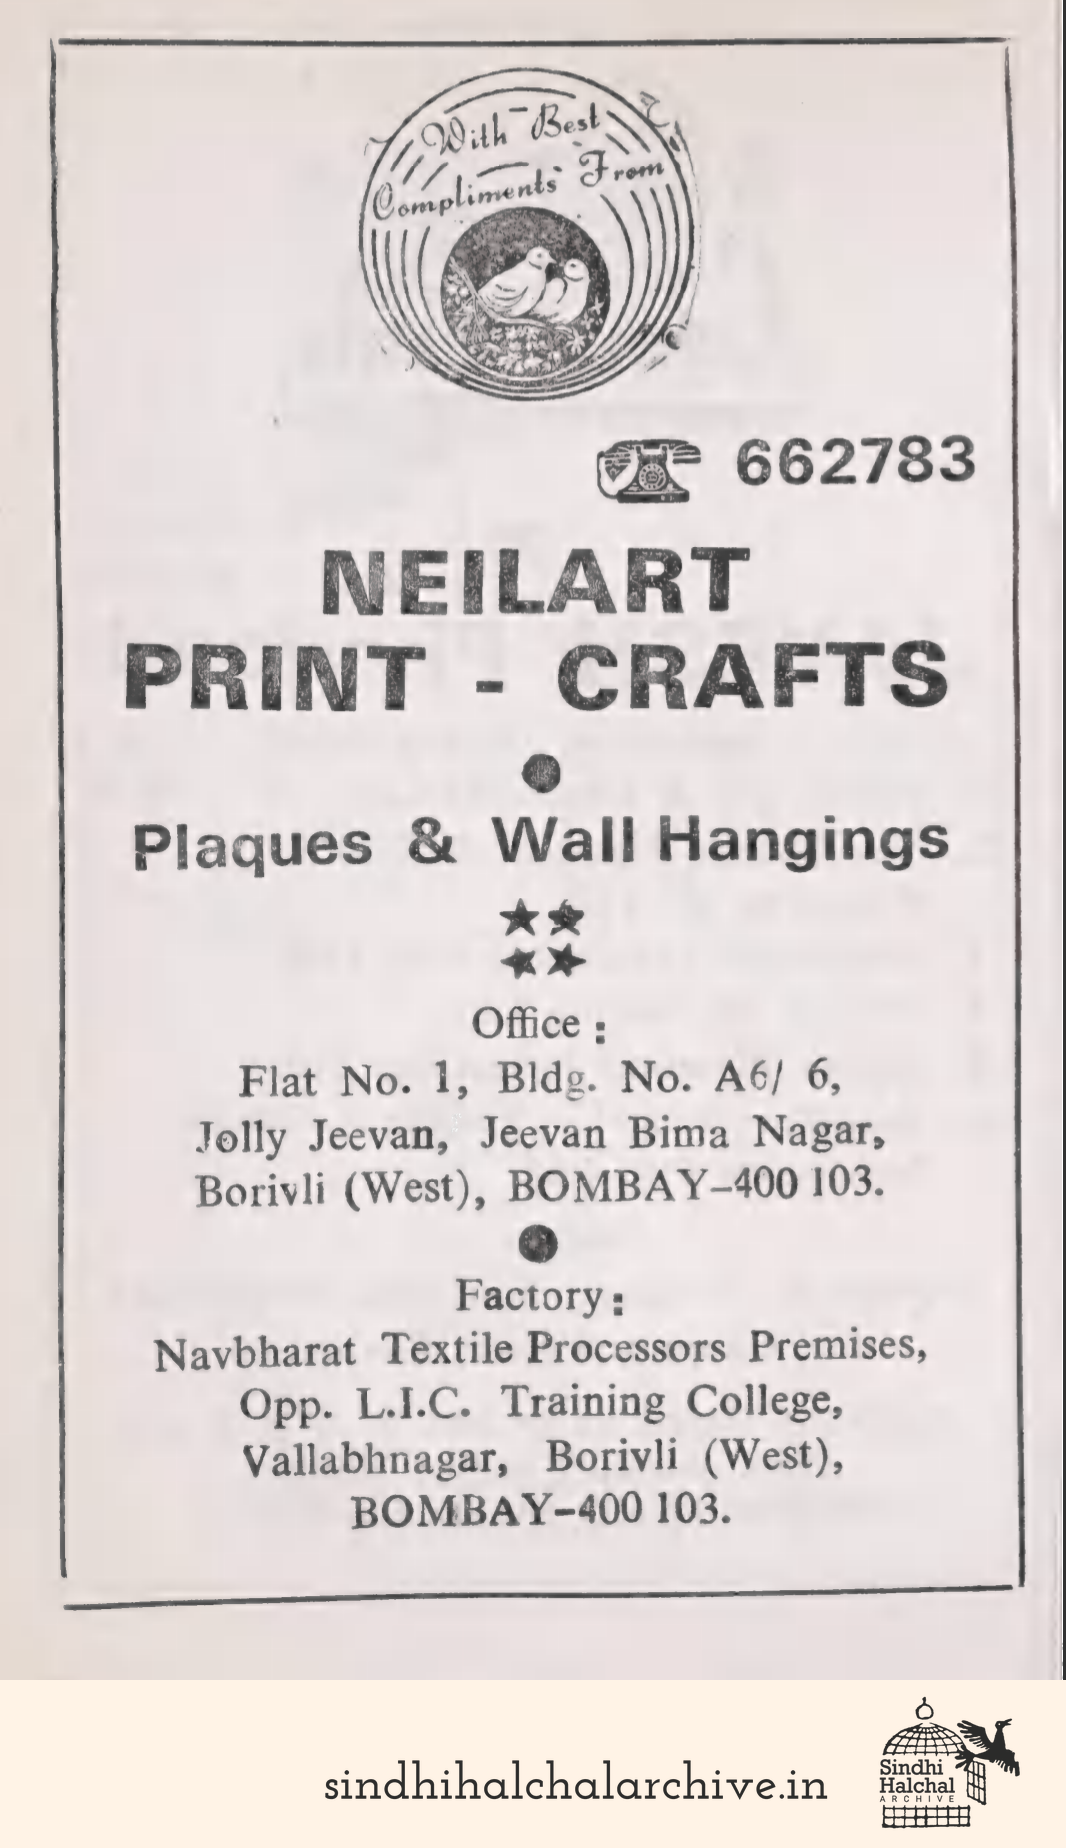 With Best
Compliments From
662783
NEILART
PRINT - CRAFTS
Plaques & Wall Hangings
Office :
Flat No. 1, Bldg. No. A6/ 6,
Jolly Jeevan, Jeevan Bima Nagar,
Borivli (West), BOMBAY–400 103.
Factory :
Navbharat Textile Processors Premises,
Opp. L.I.C. Training College,
Vallabhnagar, Borivli (West),
BOMBAY–400 103.
sindhihalchalarchive.in
Sindhi
Halchal
ARCHIVE